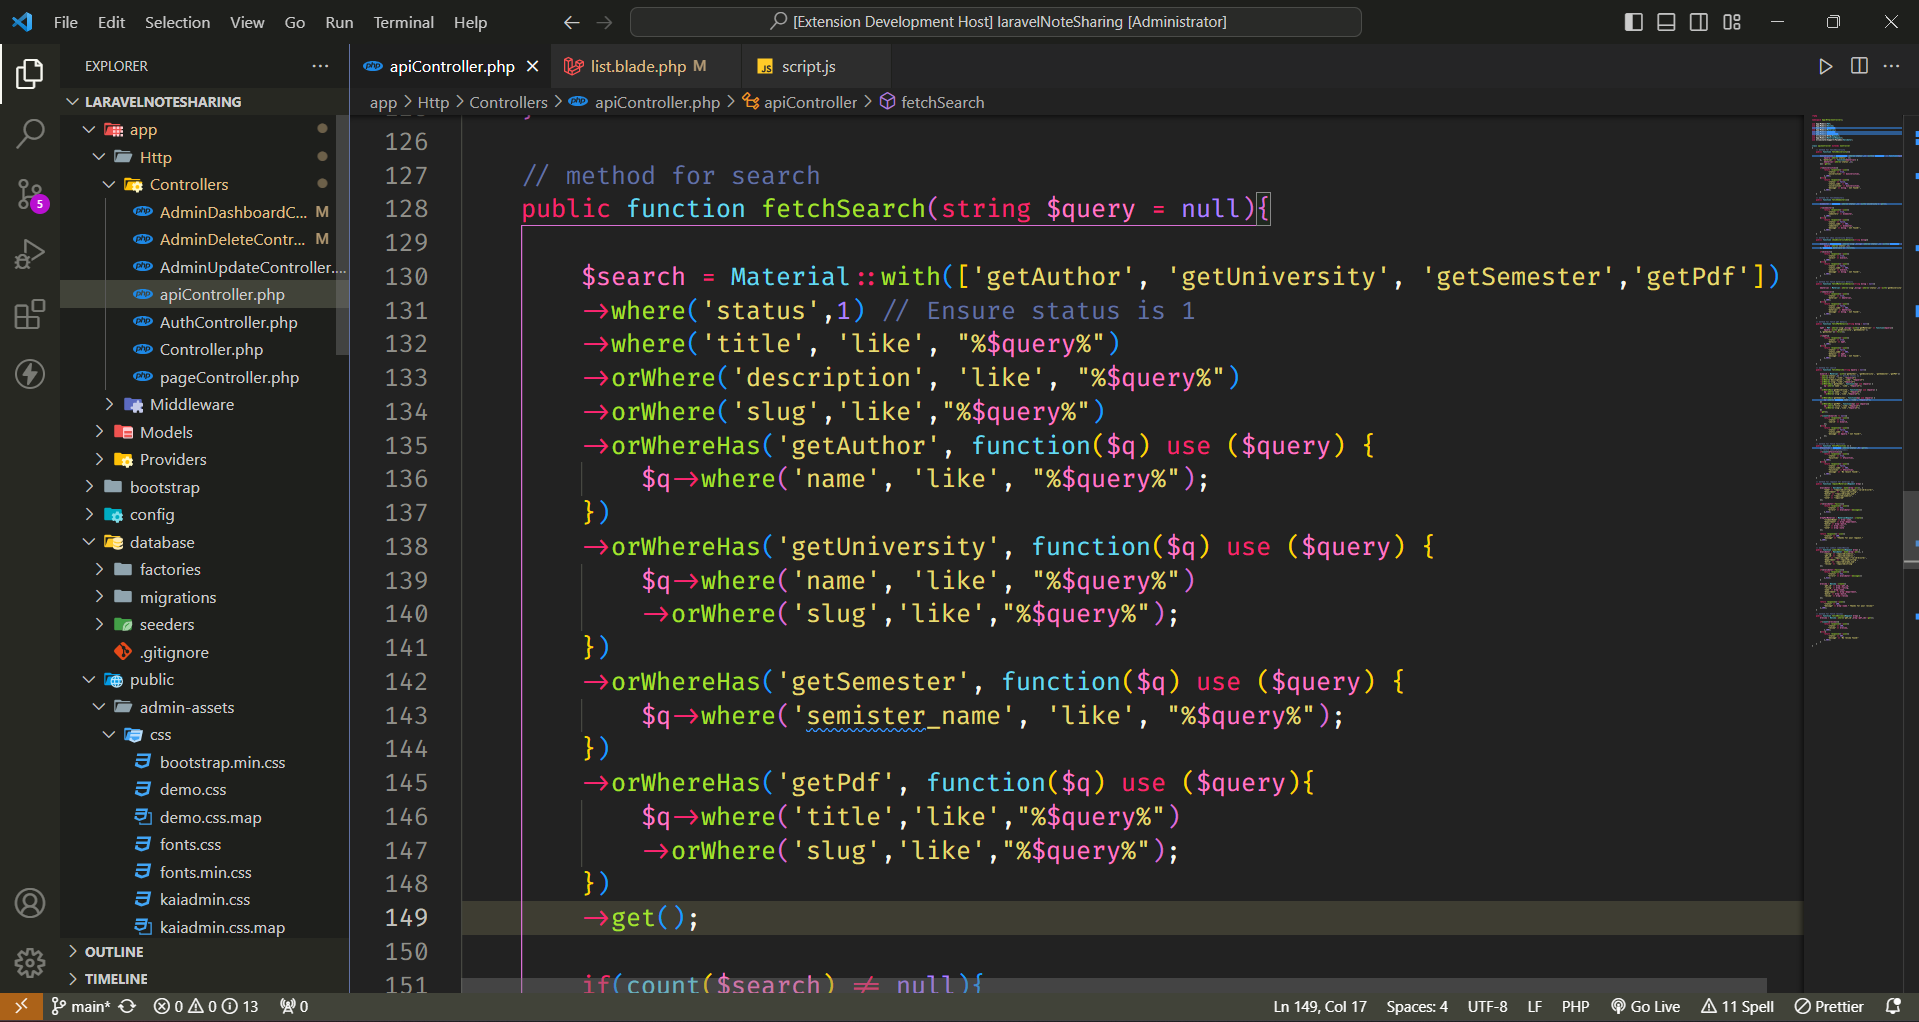 File Edit Selection View Go Run Terminal Help
[Extension Development Host] laravelNoteSharing [Administrator]
EXPLORER
apiController.php
list.blade.php M
JS script.js
LARAVELNOTESHARING
app > Http > Controllers > apiController.php > apiController > fetchSearch
app
Http
Controllers
AdminDashboardC... M
AdminDeleteContr... M
AdminUpdateController....
apiController.php
AuthController.php
Controller.php
pageController.php
Middleware
Models
Providers
bootstrap
config
database
factories
migrations
seeders
.gitignore
public
admin-assets
css
bootstrap.min.css
demo.css
demo.css.map
fonts.css
fonts.min.css
kaiadmin.css
kaiadmin.css.map
OUTLINE
TIMELINE
5
126
127 // method for search
128 public function fetchSearch(string $query = null){
129
130 $search = Material::with(['getAuthor', 'getUniversity', 'getSemester','getPdf'])
131 ->where('status',1) // Ensure status is 1
132 ->where('title', 'like', "%$query%")
133 ->orWhere('description', 'like', "%$query%")
134 ->orWhere('slug','like',"%$query%")
135 ->orWhereHas('getAuthor', function($q) use ($query) {
136 $q->where('name', 'like', "%$query%");
137 })
138 ->orWhereHas('getUniversity', function($q) use ($query) {
139 $q->where('name', 'like', "%$query%")
140 ->orWhere('slug','like',"%$query%");
141 })
142 ->orWhereHas('getSemester', function($q) use ($query) {
143 $q->where('semister_name', 'like', "%$query%");
144 })
145 ->orWhereHas('getPdf', function($q) use ($query){
146 $q->where('title','like',"%$query%")
147 ->orWhere('slug','like',"%$query%");
148 })
149 ->get();
150
151 if(count($search) != null){
main* 0 0 13 0
Ln 149, Col 17 Spaces: 4 UTF-8 LF PHP Go Live 11 Spell Prettier